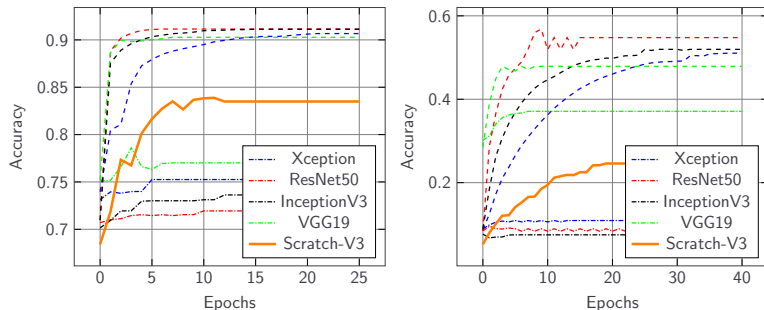 Accuracy
0.9
0.85
0.8
0.75
0.7
0
5
10
15
20
25
Epochs
Xception
ResNet50
InceptionV3
VGG19
Scratch-V3
Accuracy
0.6
0.4
0.2
0
10
20
30
40
Epochs
Xception
ResNet50
InceptionV3
VGG19
Scratch-V3